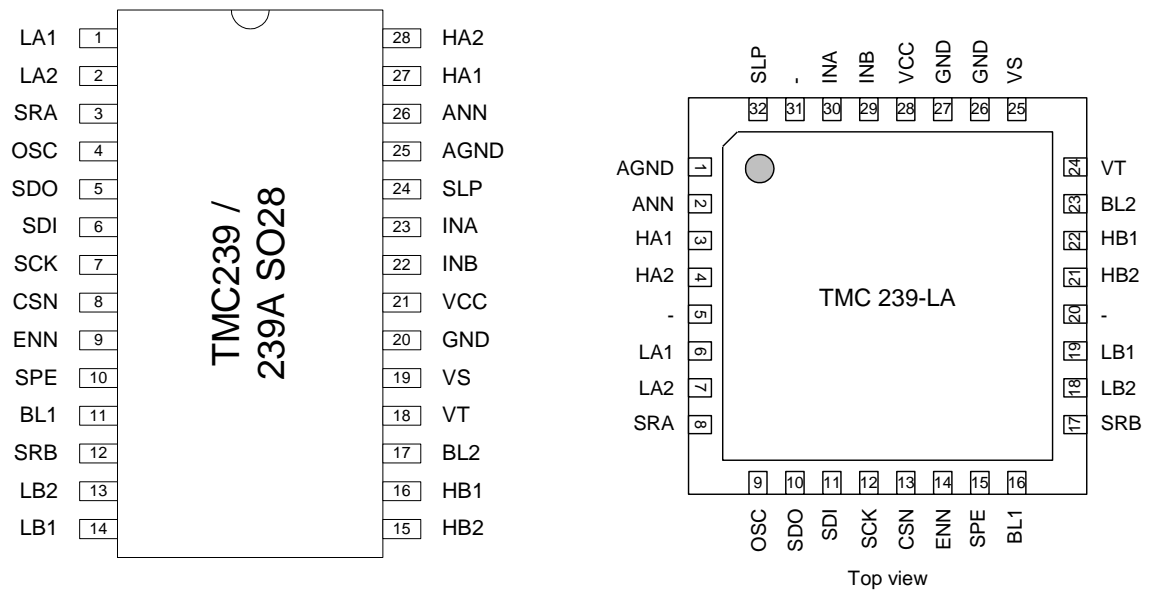 LA1 1 28 HA2
LA2 2 27 HA1
SRA 3 26 ANN
OSC 4 25 AGND
SDO 5 24 SLP
SDI 6 23 INA
SCK 7 22 INB
CSN 8 21 VCC
ENN 9 20 GND
SPE 10 19 VS
BL1 11 18 VT
SRB 12 17 BL2
LB2 13 16 HB1
LB1 14 15 HB2
TMC239 /
239A SO28
SLP - INA INB VCC GND GND VS
32 31 30 29 28 27 26 25
AGND 1 24 VT
ANN 2 23 BL2
HA1 3 22 HB1
HA2 4 21 HB2
- 5 20 -
LA1 6 19 LB1
LA2 7 18 LB2
SRA 8 17 SRB
TMC 239-LA
9 10 11 12 13 14 15 16
OSC SDO SDI SCK CSN ENN SPE BL1
Top view